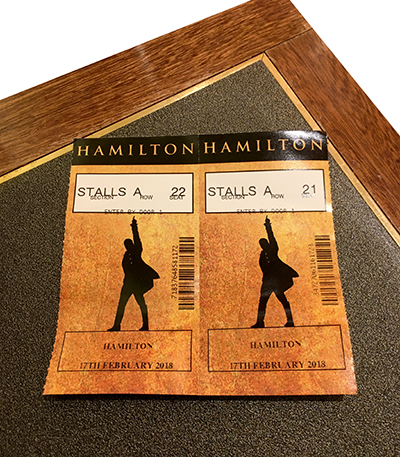 HAMILTON HAMILTON
STALLS A 22
SECTION ROW SEAT
ENTER BY DOOR 1
71837648581172
HAMILTON
17TH FEBRUARY 2018
STALLS A 21
SECTION ROW
ENTER BY DOOR 1
HAMILTON
17TH FEBRUARY 2018